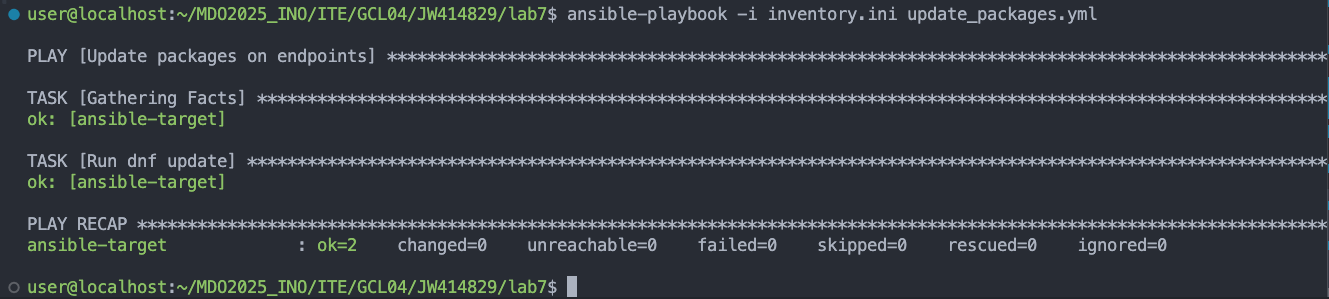 user@localhost:~/MDO2025_INO/ITE/GCL04/JW414829/lab7$ ansible-playbook -i inventory.ini update_packages.yml
PLAY [Update packages on endpoints] *********************************************************************************************
TASK [Gathering Facts] **********************************************************************************************************
ok: [ansible-target]
TASK [Run dnf update] ***********************************************************************************************************
ok: [ansible-target]
PLAY RECAP **********************************************************************************************************************
ansible-target             : ok=2    changed=0    unreachable=0    failed=0    skipped=0    rescued=0    ignored=0
user@localhost:~/MDO2025_INO/ITE/GCL04/JW414829/lab7$